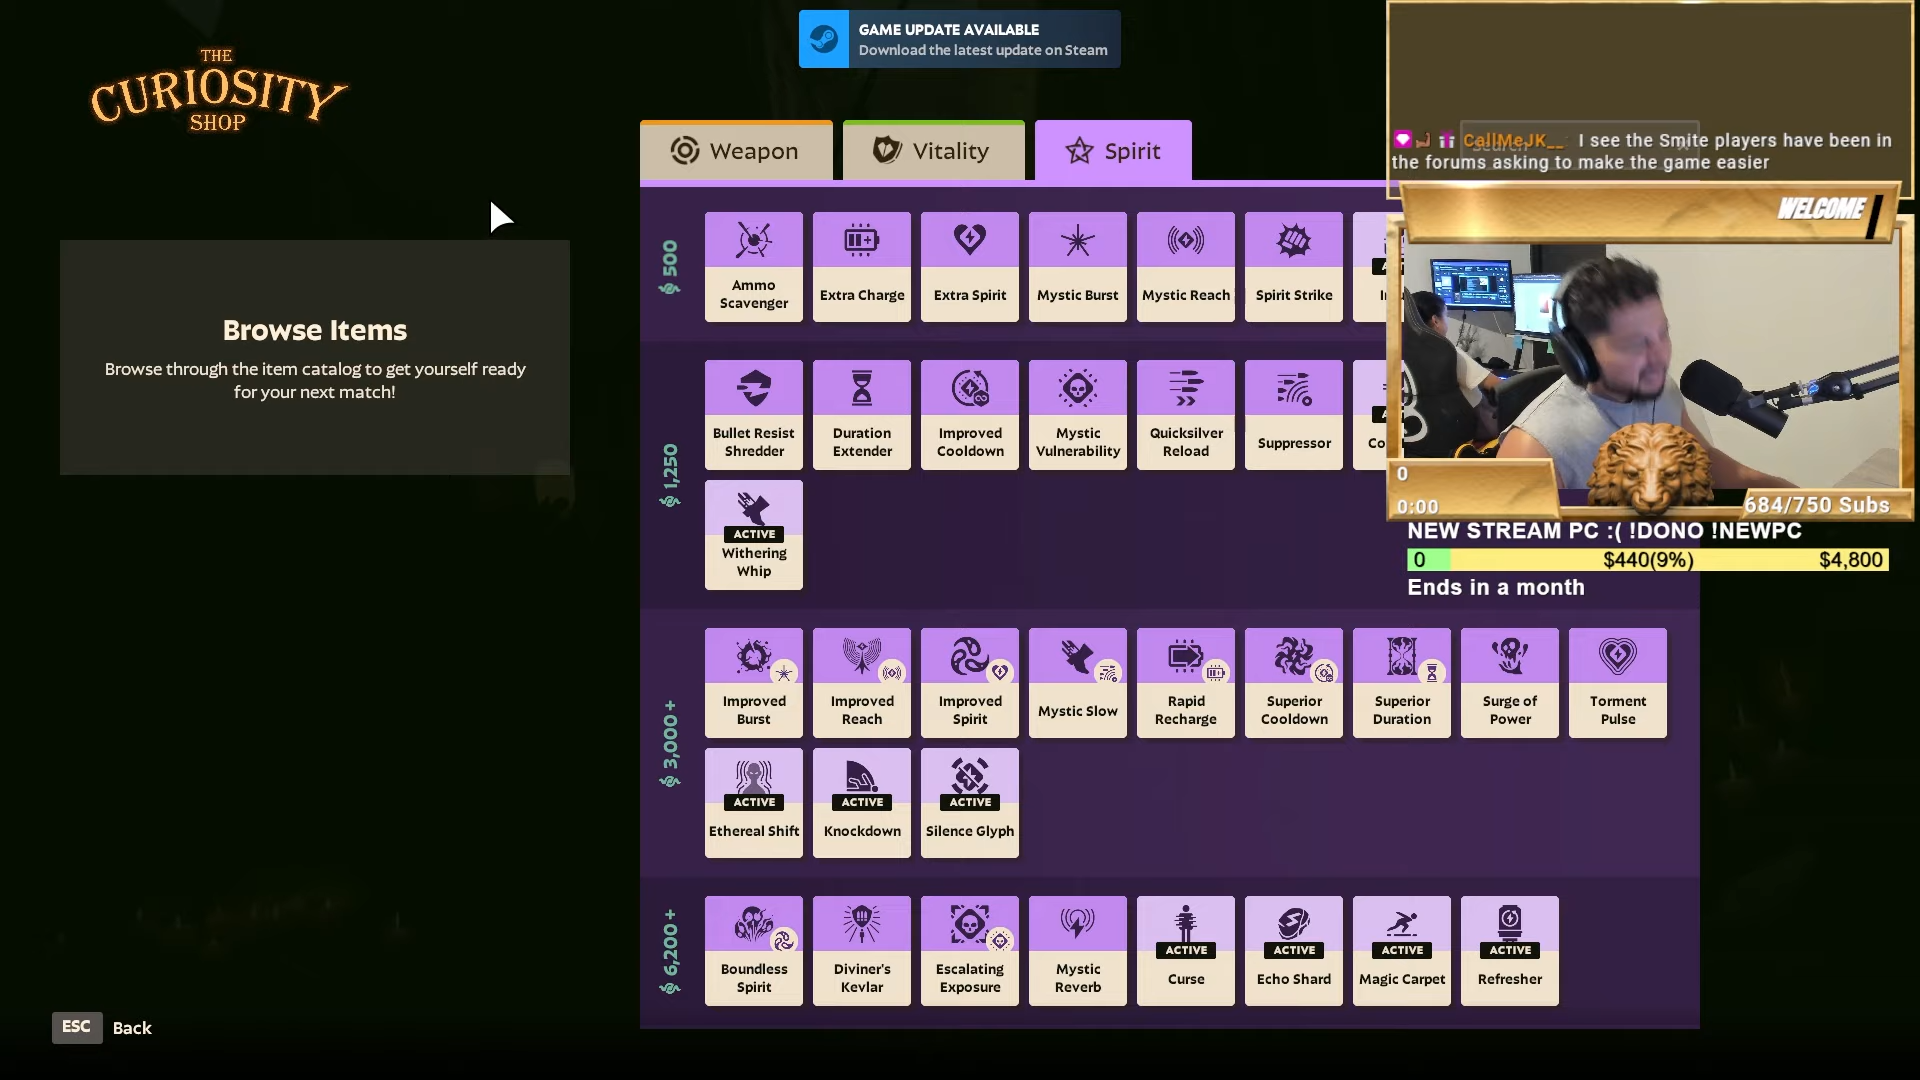 THE
CURIOSITY
SHOP
GAME UPDATE AVAILABLE
Download the latest update on Steam
Browse Items
Browse through the item catalog to get yourself ready
for your next match!
Weapon
Vitality
Spirit
500
Ammo
Scavenger
Extra Charge
Extra Spirit
Mystic Burst
Mystic Reach
Spirit Strike
1,250
Bullet Resist
Shredder
Duration
Extender
Improved
Cooldown
Mystic
Vulnerability
Quicksilver
Reload
Suppressor
ACTIVE
Withering
Whip
3,000+
Improved
Burst
Improved
Reach
Improved
Spirit
Mystic Slow
Rapid
Recharge
Superior
Cooldown
Superior
Duration
Surge of
Power
Torment
Pulse
ACTIVE
Ethereal Shift
ACTIVE
Knockdown
ACTIVE
Silence Glyph
6,200+
Boundless
Spirit
Diviner's
Kevlar
Escalating
Exposure
Mystic
Reverb
ACTIVE
Curse
ACTIVE
Echo Shard
ACTIVE
Magic Carpet
ACTIVE
Refresher
CallMeJK__ I see the Smite players have been in
the forums asking to make the game easier
WELCOME
0
0:00
684/750 Subs
NEW STREAM PC :( !DONO !NEWPC
0 $440(9%) $4,800
Ends in a month
ESC Back